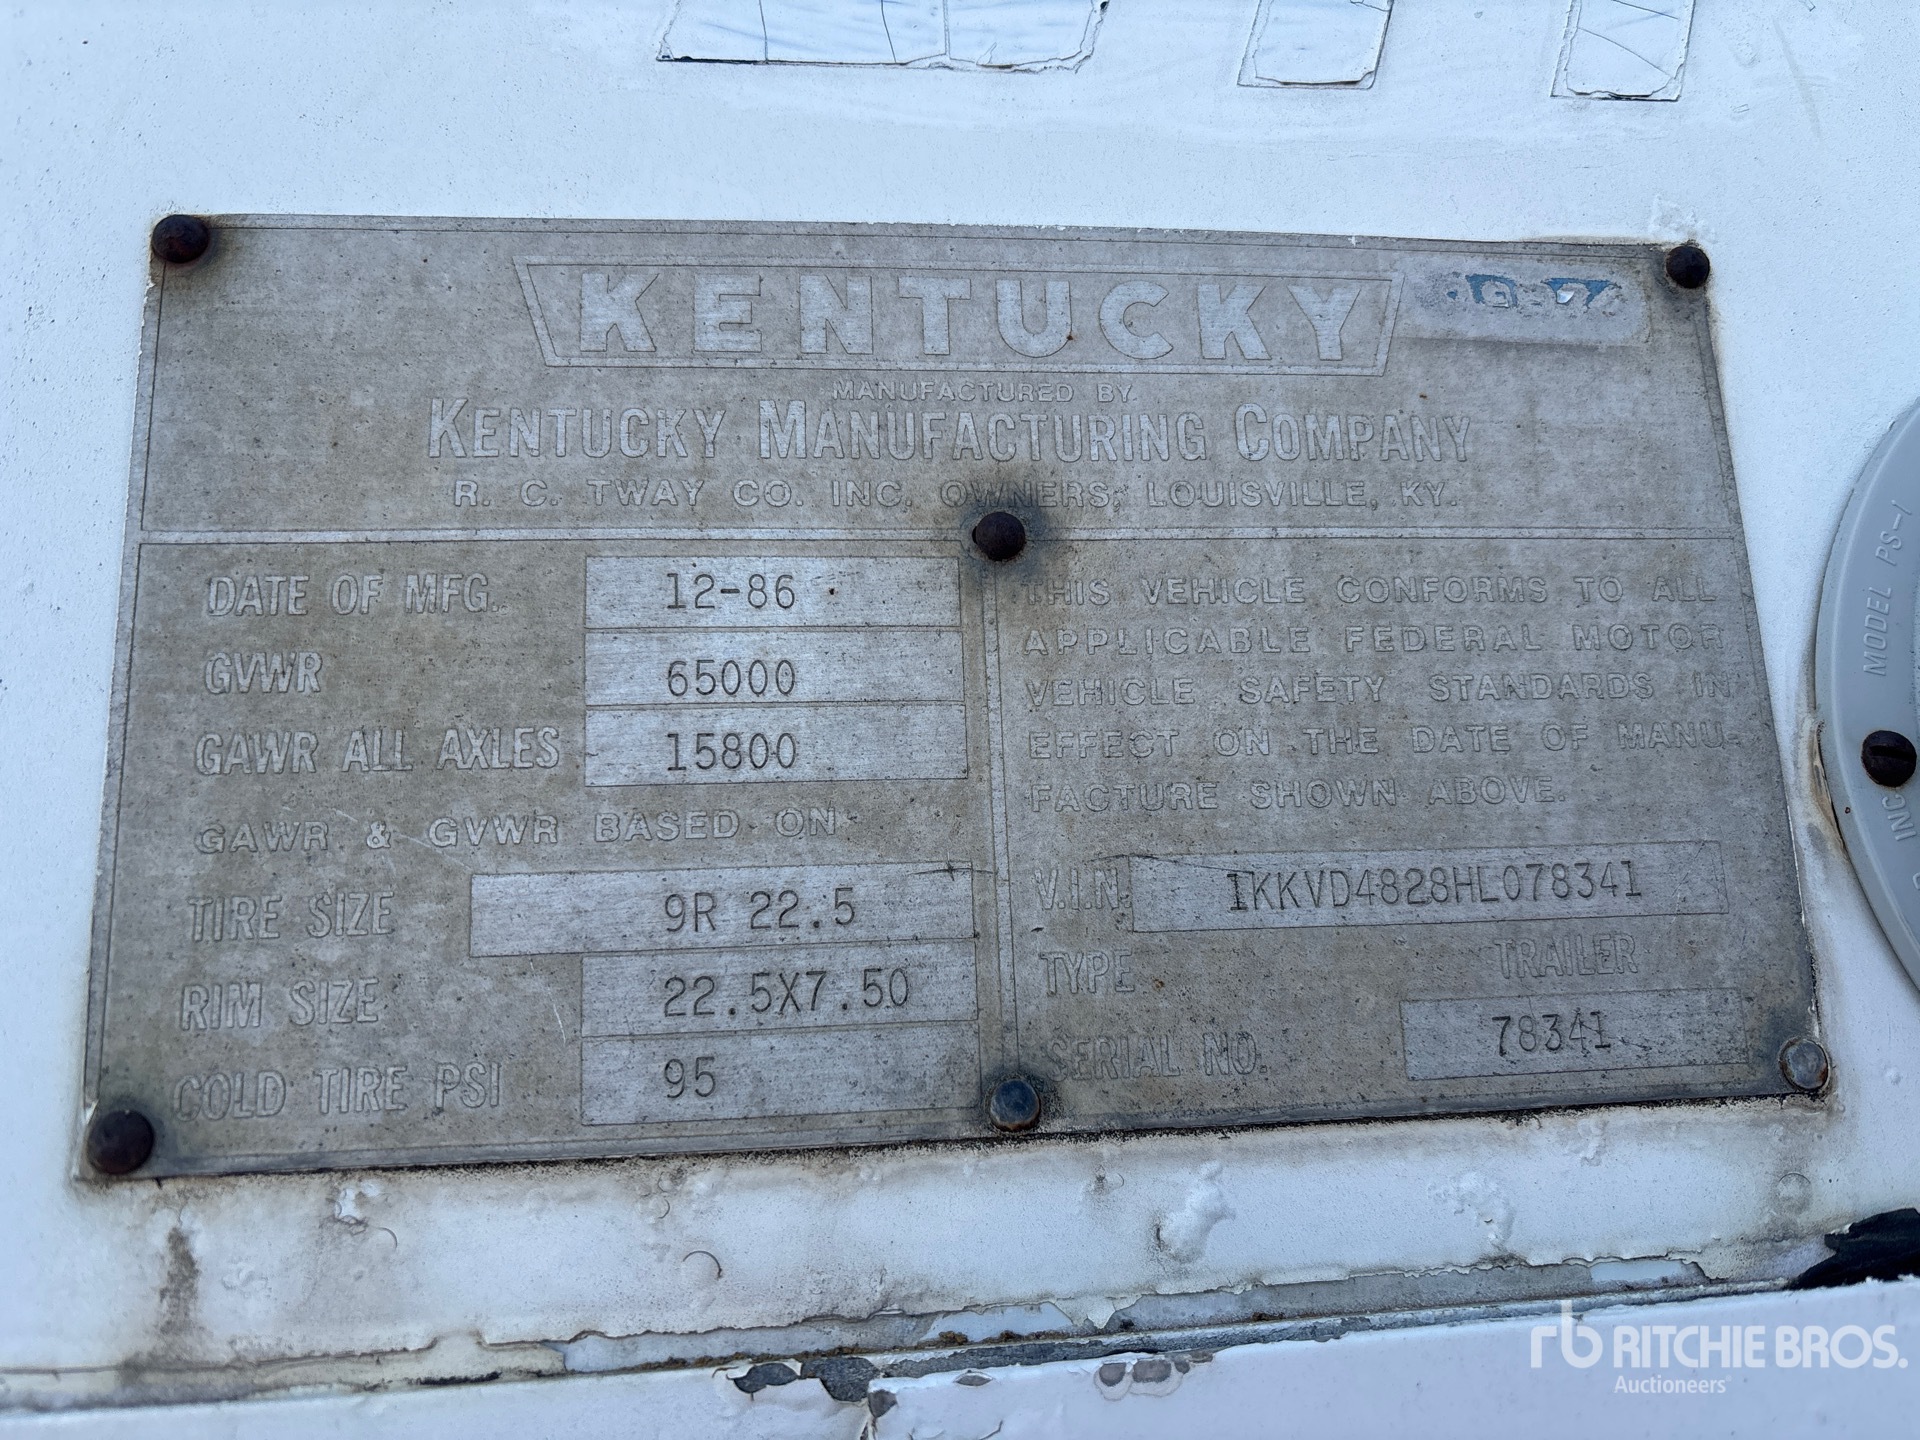 KENTUCKY
MANUFACTURED BY
KENTUCKY MANUFACTURING COMPANY
R. C. TWAY CO. INC. OWNERS, LOUISVILLE, KY.
DATE OF MFG. 12-86
GVWR 65000
GAWR ALL AXLES 15800
GAWR & GVWR BASED ON
TIRE SIZE 9R 22.5
RIM SIZE 22.5X7.50
COLD TIRE PSI 95
THIS VEHICLE CONFORMS TO ALL
APPLICABLE FEDERAL MOTOR
VEHICLE SAFETY STANDARDS IN
EFFECT ON THE DATE OF MANU-
FACTURE SHOWN ABOVE.
V.I.N. 1KKVD4828HL078341
TYPE TRAILER
SERIAL NO. 78341
MODEL PS-1
INC
rb RITCHIE BROS.
Auctioneers